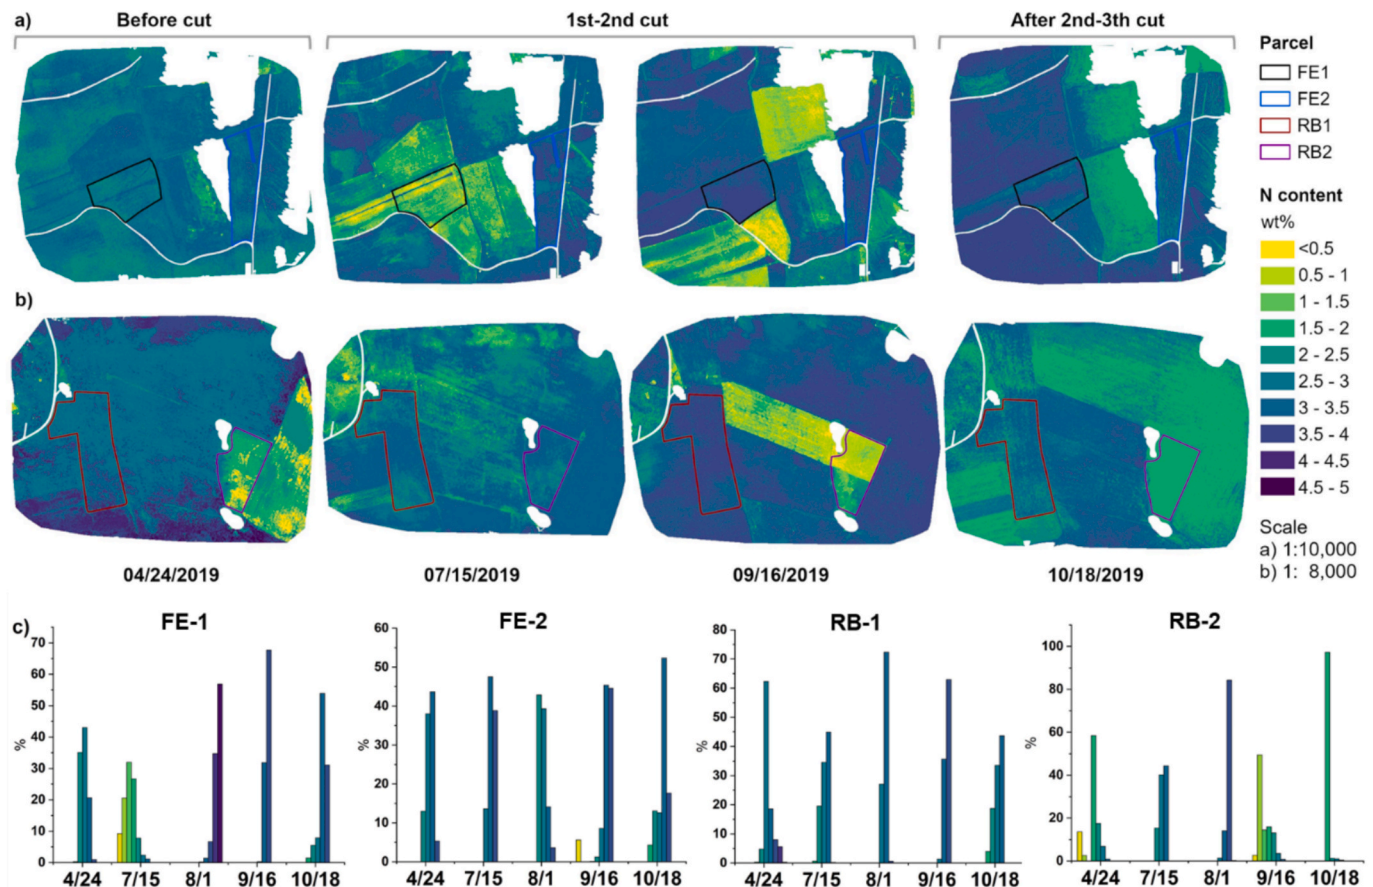 a) Before cut 1st-2nd cut After 2nd-3th cut
Parcel
FE1
FE2
RB1
RB2
N content
wt%
<0.5
0.5 - 1
1 - 1.5
1.5 - 2
2 - 2.5
2.5 - 3
3 - 3.5
3.5 - 4
4 - 4.5
4.5 - 5
Scale
a) 1:10,000
b) 1: 8,000
b)
04/24/2019 07/15/2019 09/16/2019 10/18/2019
c)
FE-1
%
70
60
50
40
30
20
10
0
4/24 7/15 8/1 9/16 10/18
FE-2
%
60
50
40
30
20
10
0
4/24 7/15 8/1 9/16 10/18
RB-1
%
80
70
60
50
40
30
20
10
0
4/24 7/15 8/1 9/16 10/18
RB-2
%
100
80
60
40
20
0
4/24 7/15 8/1 9/16 10/18